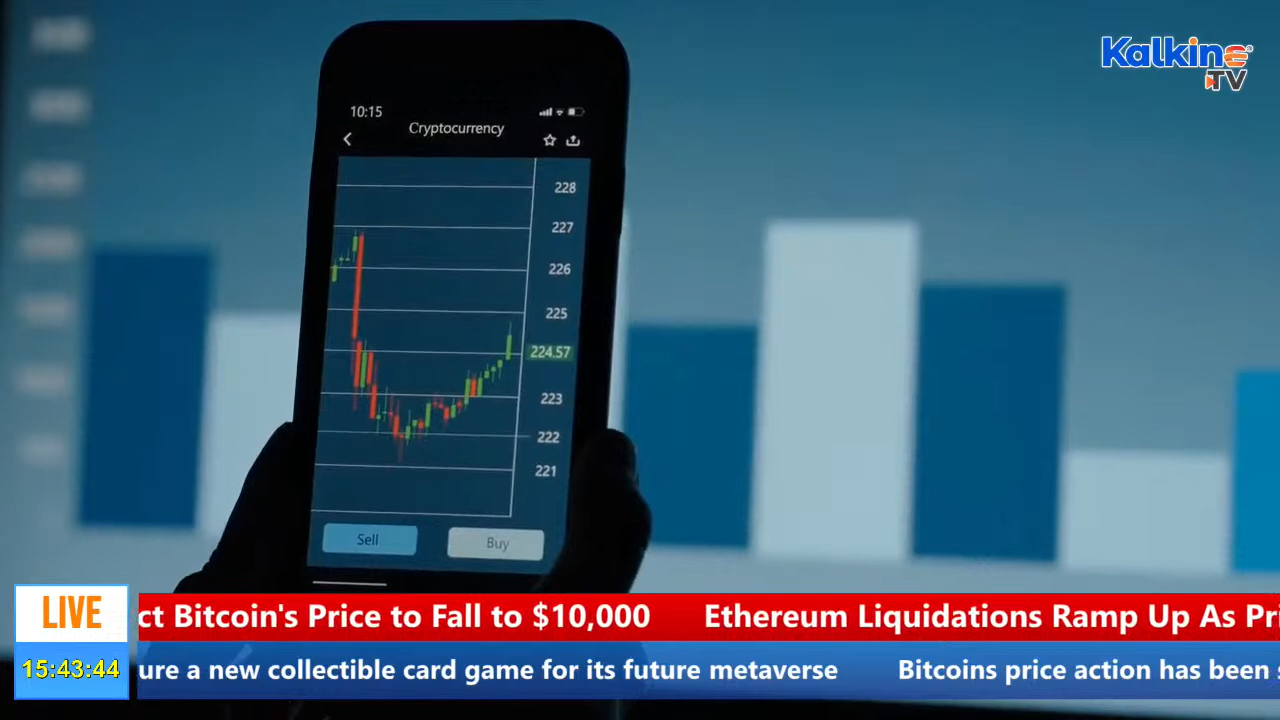 Kalkine
TV
10:15
Cryptocurrency
228
227
226
225
224.57
223
222
221
Sell
Buy
LIVE
ct Bitcoin's Price to Fall to $10,000 Ethereum Liquidations Ramp Up As Pri
15:43:44
ure a new collectible card game for its future metaverse Bitcoins price action has been s